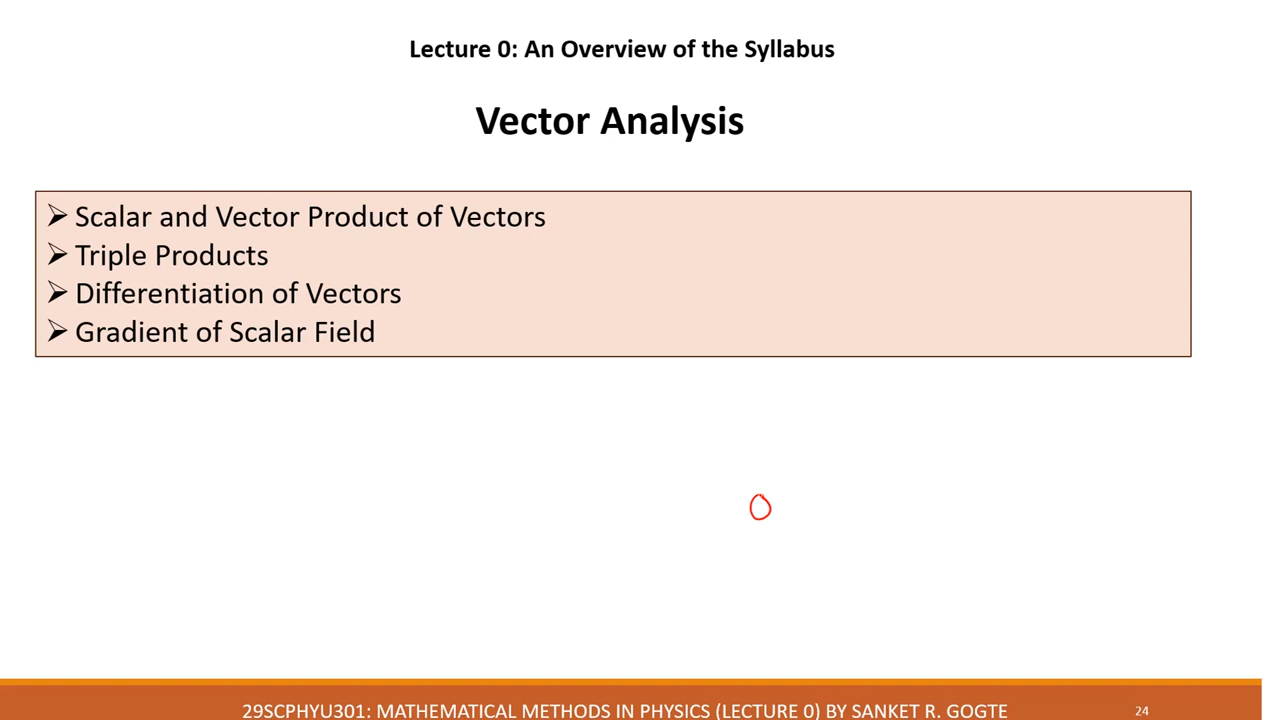 Lecture 0: An Overview of the Syllabus
Vector Analysis
➢ Scalar and Vector Product of Vectors
➢ Triple Products
➢ Differentiation of Vectors
➢ Gradient of Scalar Field
29SCPHYU301: MATHEMATICAL METHODS IN PHYSICS (LECTURE 0) BY SANKET R. GOGTE 24